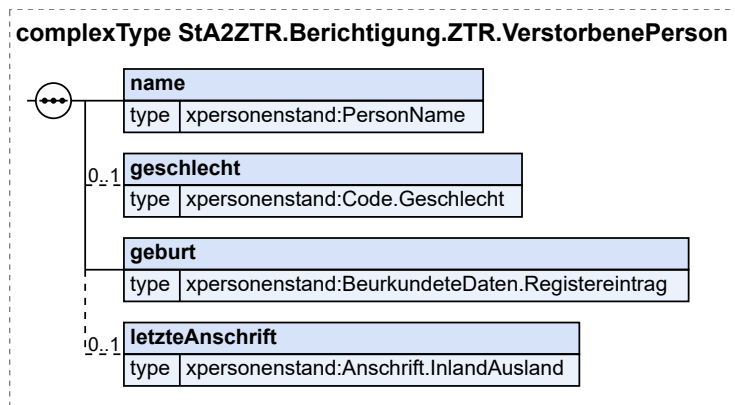 complexType StA2ZTR.Berichtigung.ZTR.VerstorbenePerson
name
type xpersonenstand:PersonName
0..1 geschlecht
type xpersonenstand:Code.Geschlecht
geburt
type xpersonenstand:BeurkundeteDaten.Registereintrag
0..1 letzteAnschrift
type xpersonenstand:Anschrift.InlandAusland